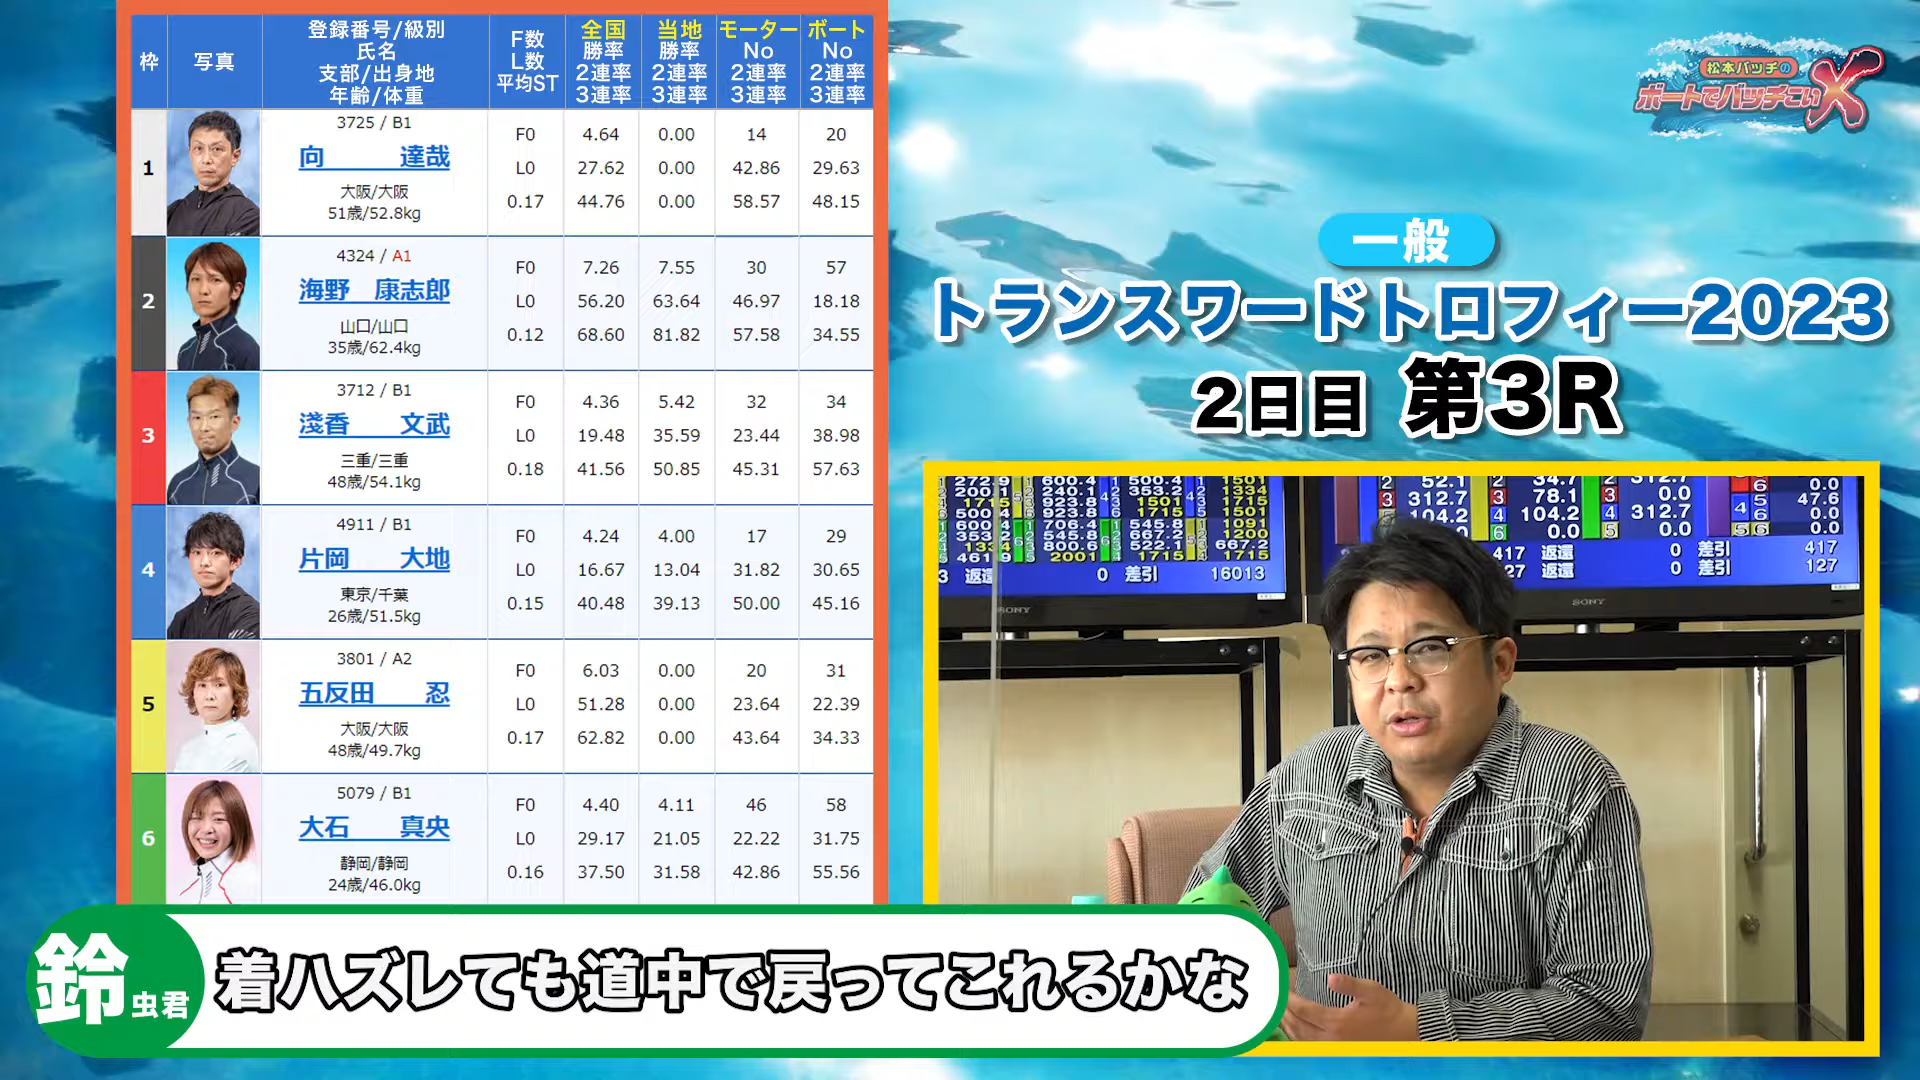 枠
写真
登録番号/級別
氏名
支部/出身地
年齢/体重
F数
L数
平均ST
全国
勝率
2連率
3連率
当地
勝率
2連率
3連率
モーター
No
2連率
3連率
ボート
No
2連率
3連率
1
3725 / B1
向 達哉
大阪/大阪
51歳/52.8kg
F0 4.64 0.00 14 20
L0 27.62 0.00 42.86 29.63
0.17 44.76 0.00 58.57 48.15
2
4324 / A1
海野 康志郎
山口/山口
35歳/62.4kg
F0 7.26 7.55 30 57
L0 56.20 63.64 46.97 18.18
0.12 68.60 81.82 57.58 34.55
3
3712 / B1
淺香 文武
三重/三重
48歳/54.1kg
F0 4.36 5.42 32 34
L0 19.48 35.59 23.44 38.98
0.18 41.56 50.85 45.31 57.63
4
4911 / B1
片岡 大地
東京/千葉
26歳/51.5kg
F0 4.24 4.00 17 29
L0 16.67 13.04 31.82 30.65
0.15 40.48 39.13 50.00 45.16
5
3801 / A2
五反田 忍
大阪/大阪
48歳/49.7kg
F0 6.03 0.00 20 31
L0 51.28 0.00 23.64 22.39
0.17 62.82 0.00 43.64 34.33
6
5079 / B1
大石 真央
静岡/静岡
24歳/46.0kg
F0 4.40 4.11 46 58
L0 29.17 21.05 22.22 31.75
0.16 37.50 31.58 42.86 55.56
松本バッチの
ボートでバッチこいX
一般
トランスワードトロフィー2023
2日目 第3R
0 差引 16013
417 返還 0 差引 417
返還 0 差引 127
SONY
SONY
鈴虫君
着ハズレても道中で戻ってこれるかな